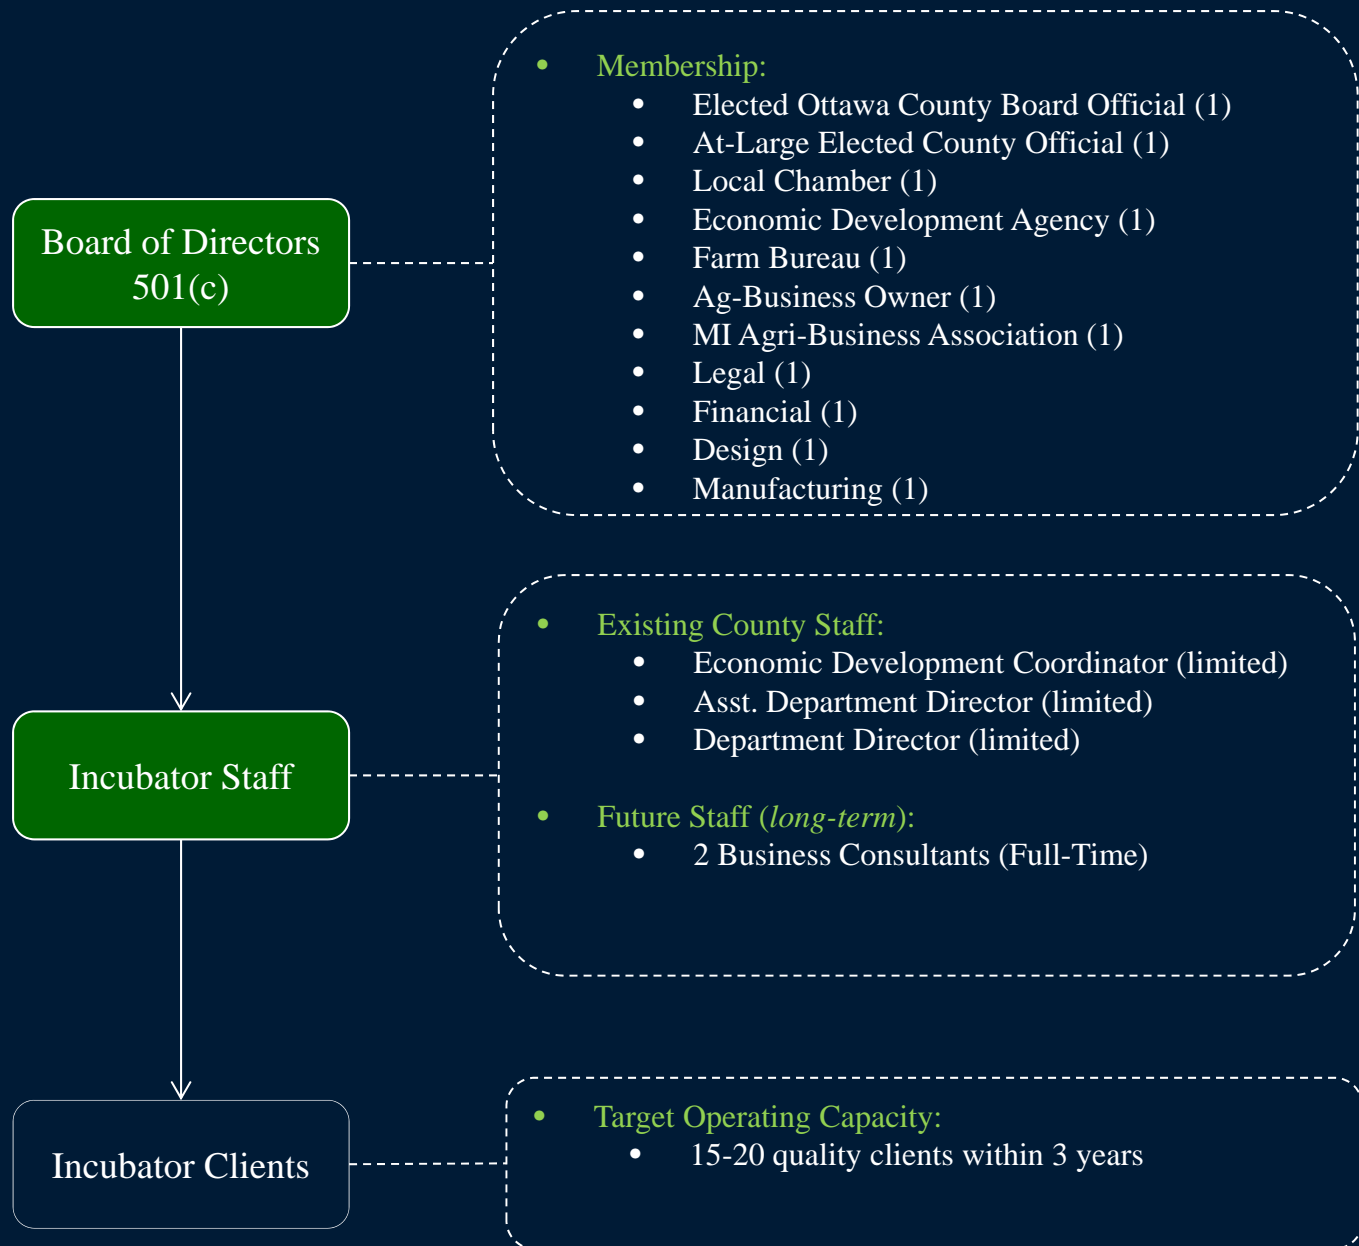 Membership:
Elected Ottawa County Board Official (1)
At-Large Elected County Official (1)
Local Chamber (1)
Economic Development Agency (1)
Farm Bureau (1)
Ag-Business Owner (1)
MI Agri-Business Association (1)
Legal (1)
Financial (1)
Design (1)
Manufacturing (1)
Board of Directors
501(c)
Existing County Staff:
Economic Development Coordinator (limited)
Asst. Department Director (limited)
Department Director (limited)
Future Staff (long-term):
2 Business Consultants (Full-Time)
Incubator Staff
Target Operating Capacity:
15-20 quality clients within 3 years
Incubator Clients